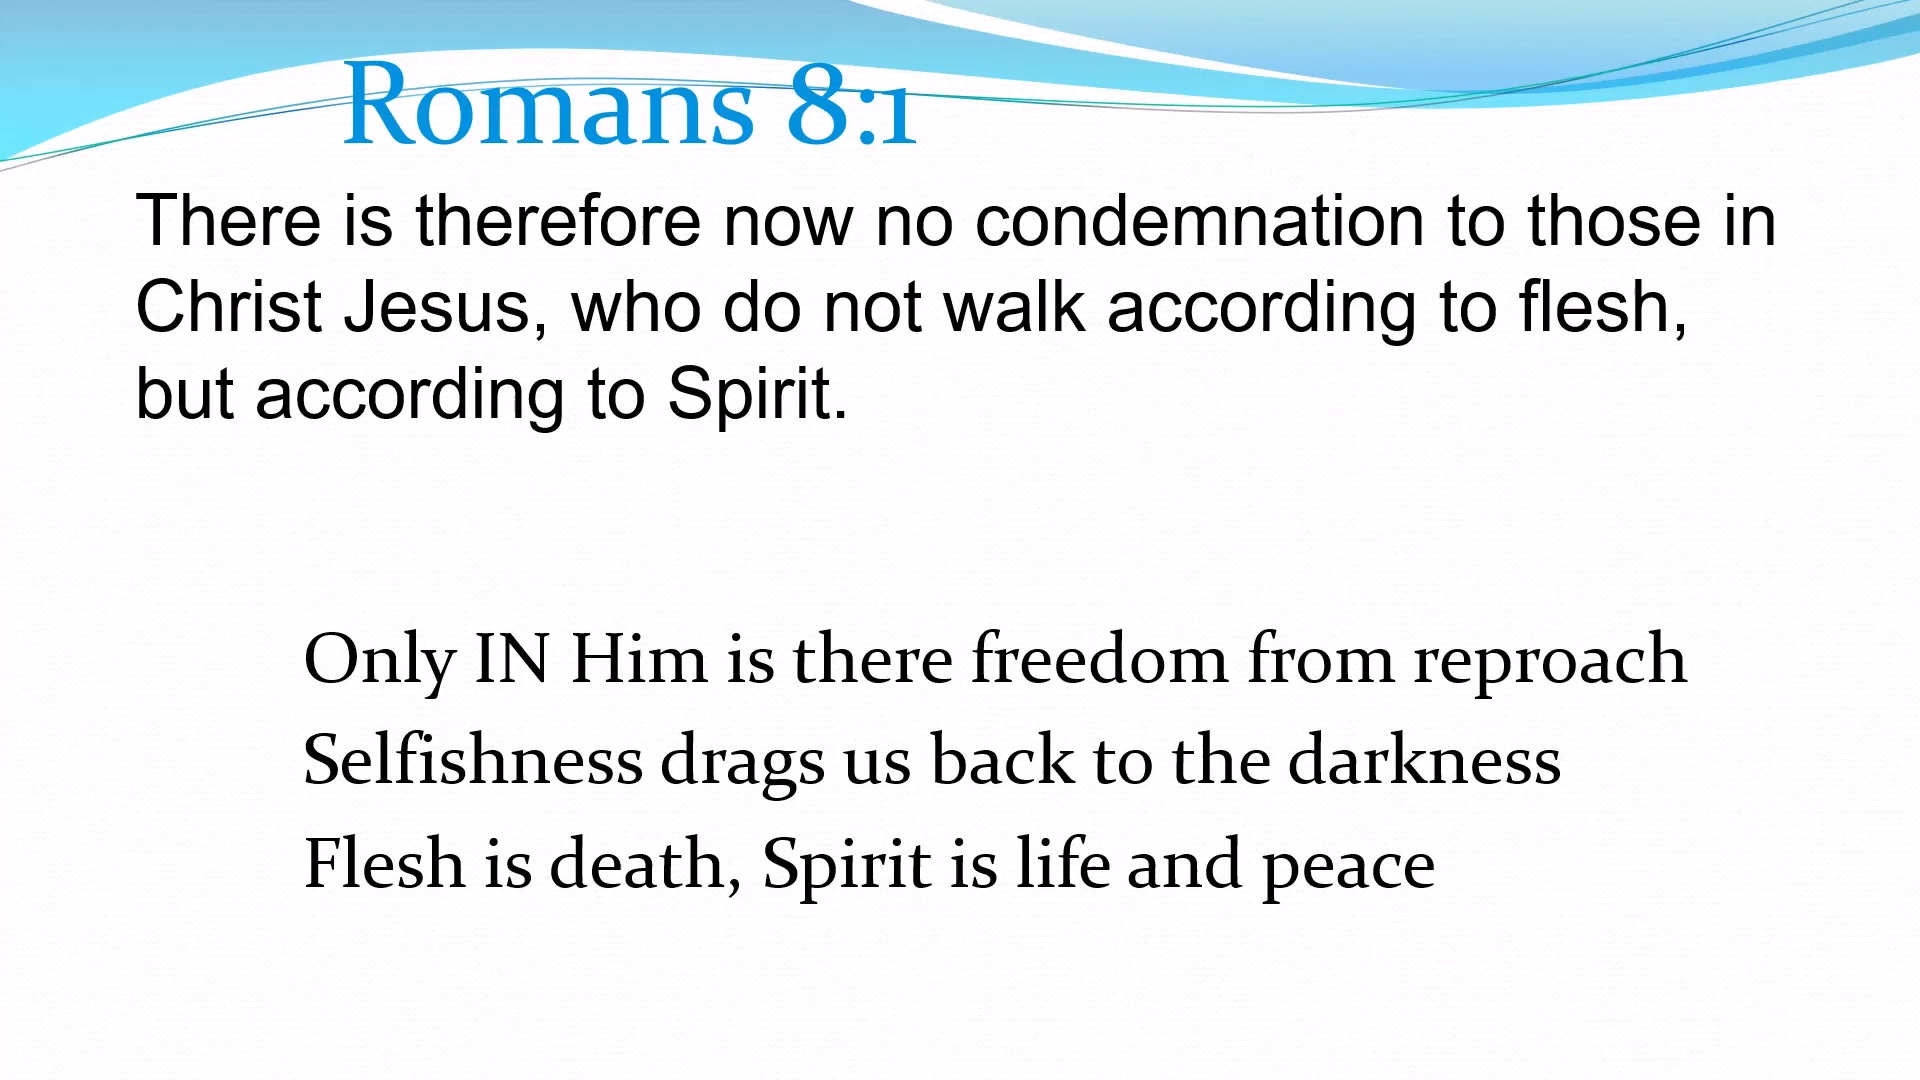 Romans 8:1
There is therefore now no condemnation to those in
Christ Jesus, who do not walk according to flesh,
but according to Spirit.
Only IN Him is there freedom from reproach
Selfishness drags us back to the darkness
Flesh is death, Spirit is life and peace